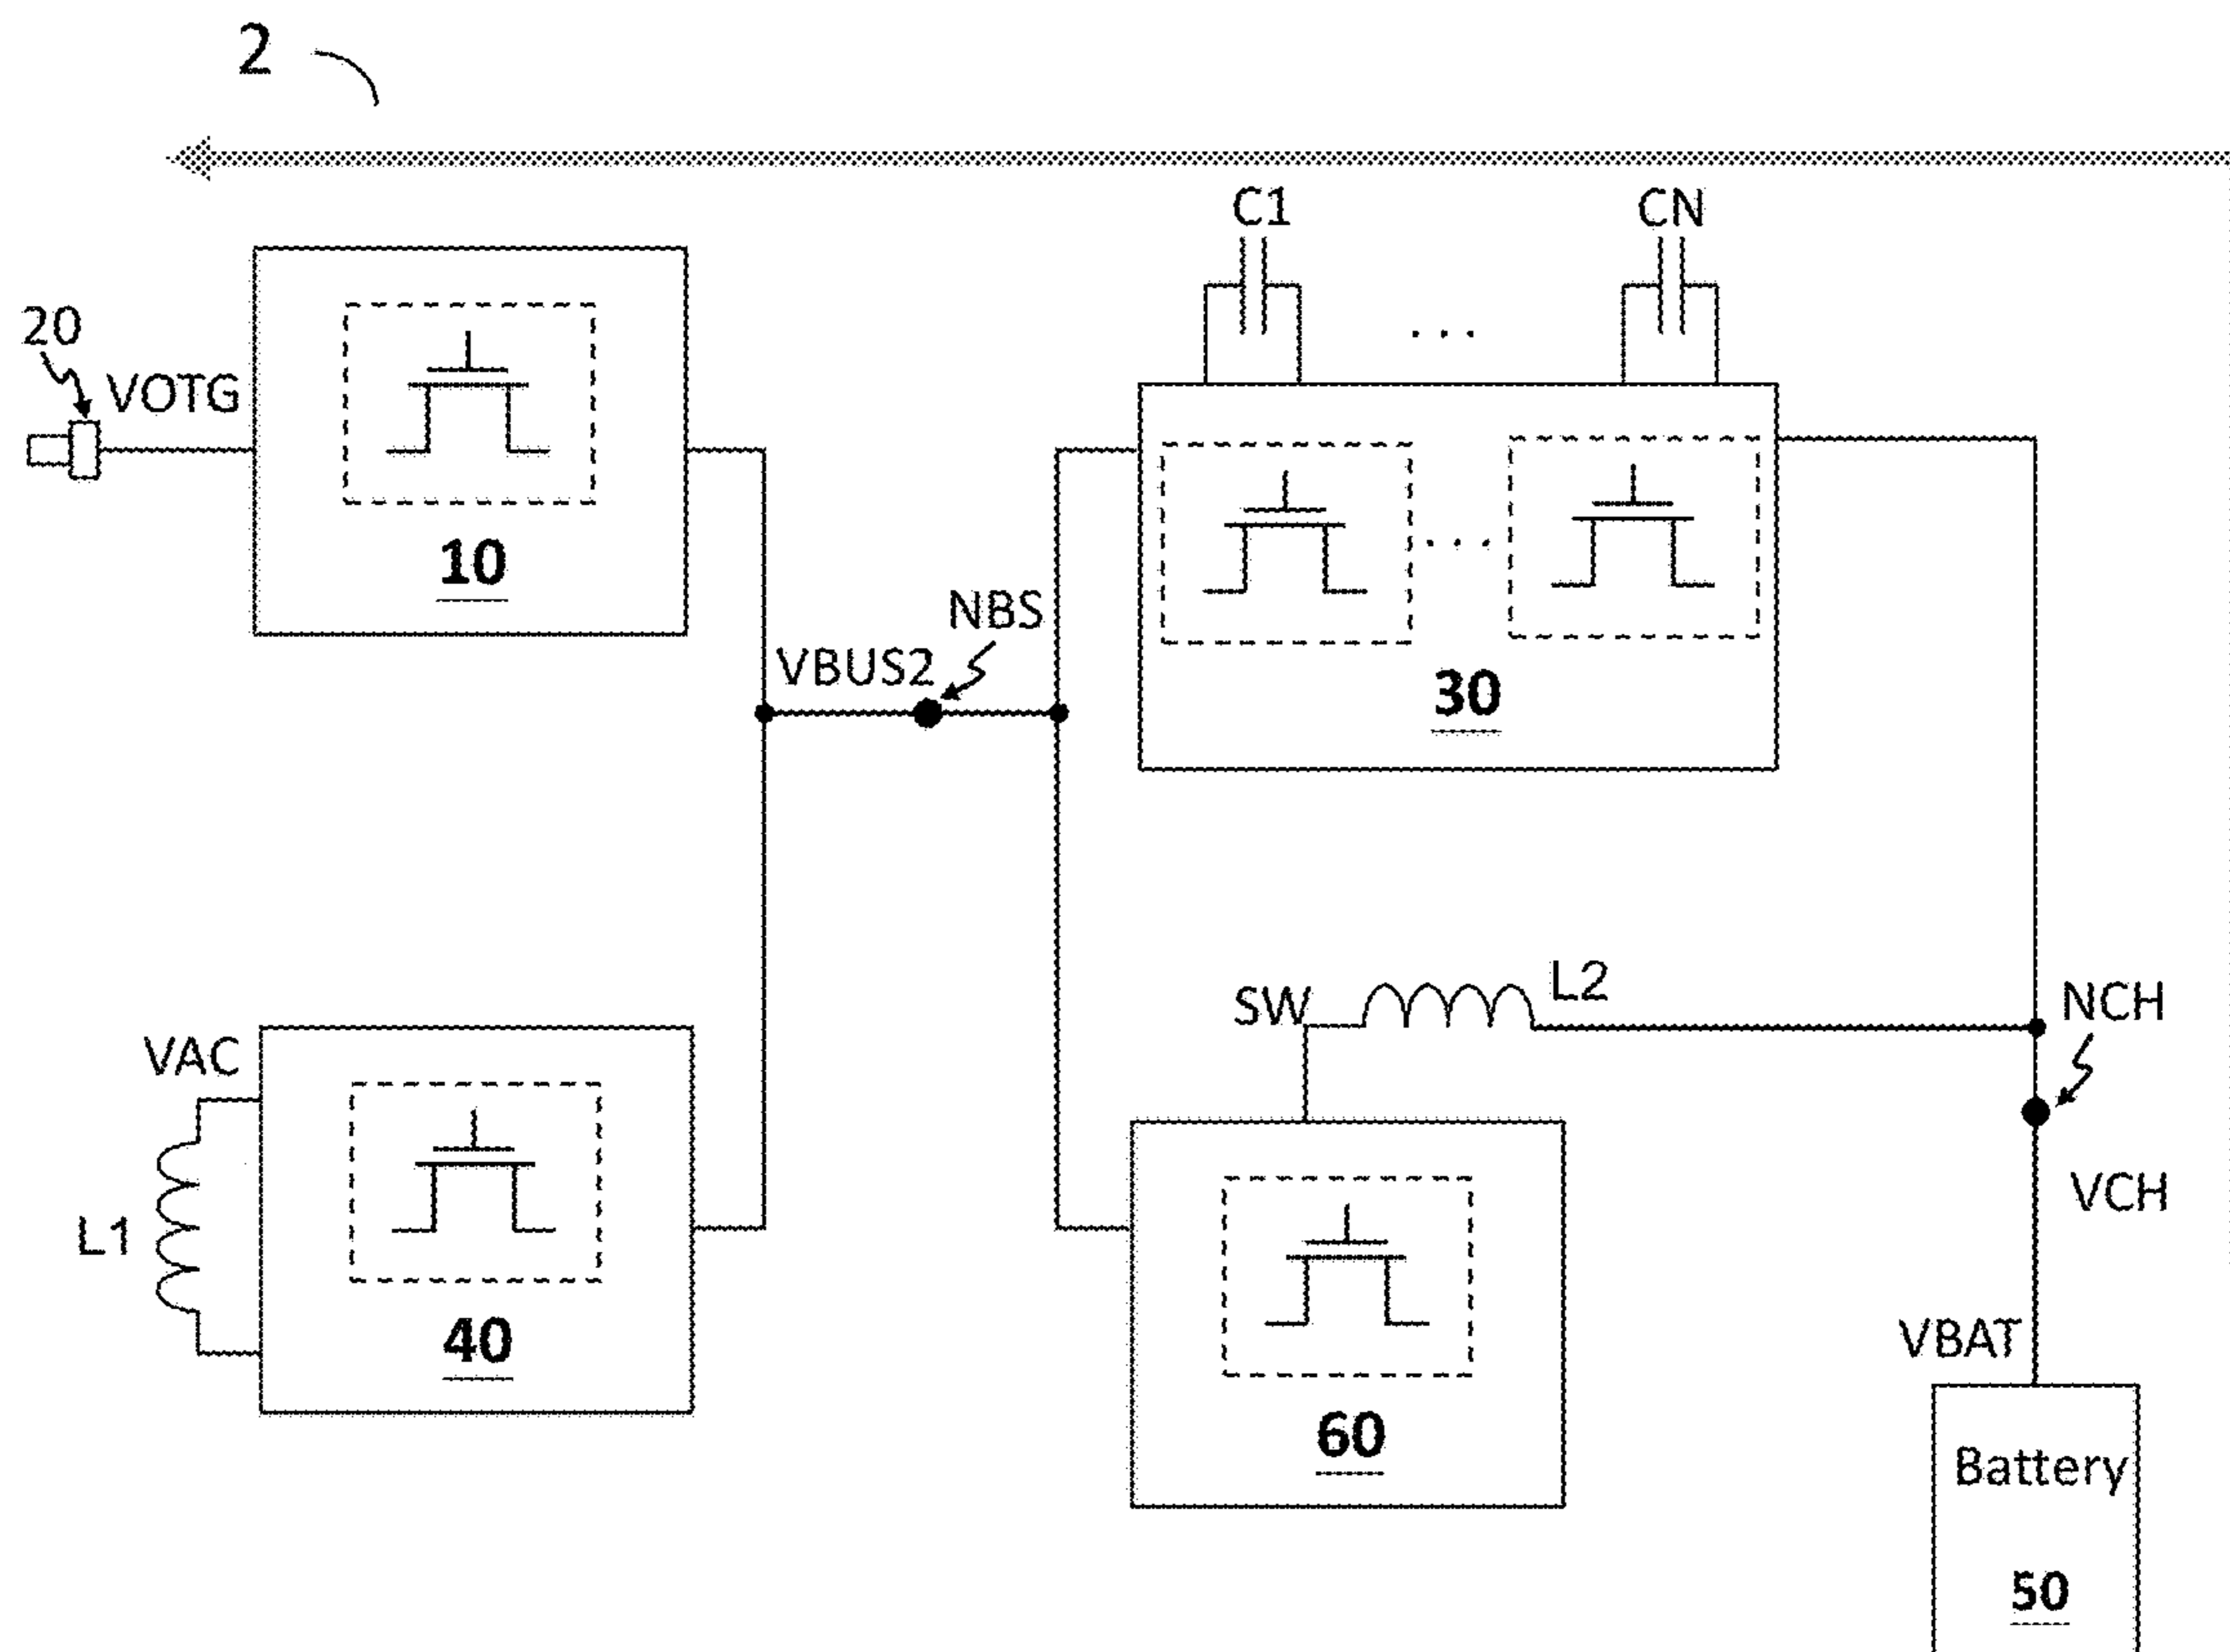 2
C1
CN
20
VOTG
. . .
10
. . .
NBS
VBUS2
30
SW
L2
NCH
VAC
VCH
L1
VBAT
40
60
Battery
50